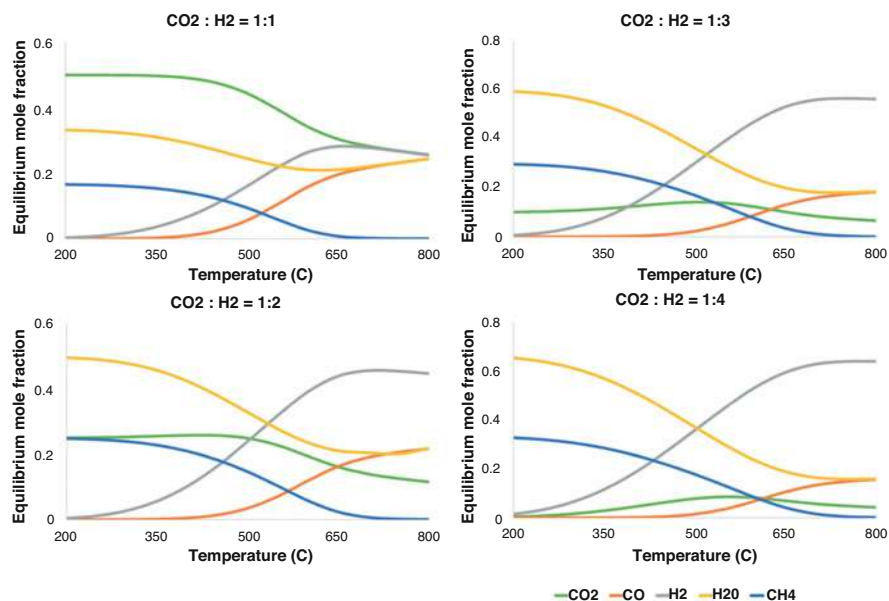 CO2 : H2 = 1:1
Equilibrium mole fraction
0.6
0.4
0.2
0
200
350
500
650
800
Temperature (C)
CO2 : H2 = 1:3
Equilibrium mole fraction
0.8
0.6
0.4
0.2
0
200
350
500
650
800
Temperature (C)
CO2 : H2 = 1:2
Equilibrium mole fraction
0.6
0.4
0.2
0
200
350
500
650
800
Temperature (C)
CO2 : H2 = 1:4
Equilibrium mole fraction
0.8
0.6
0.4
0.2
0
200
350
500
650
800
Temperature (C)
CO2 CO H2 H20 CH4